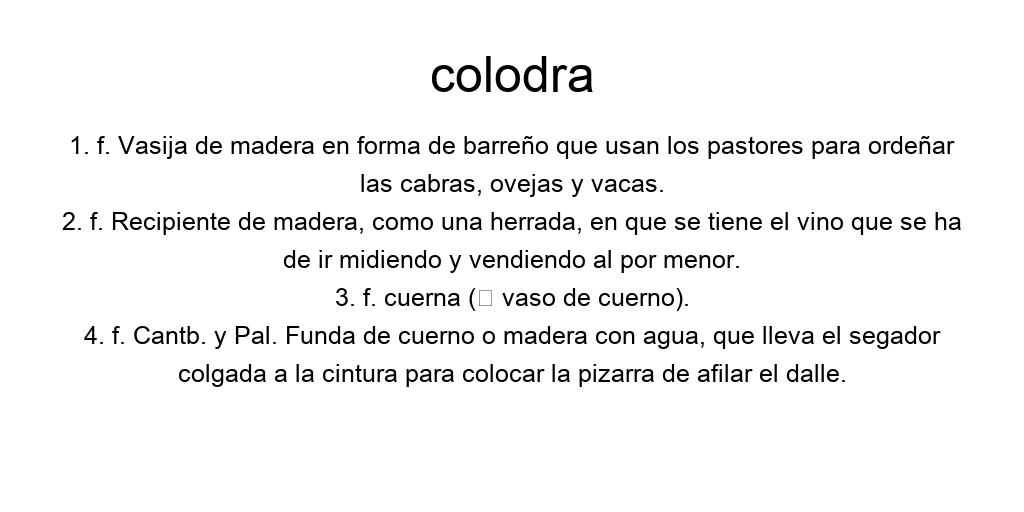 colodra
1. f. Vasija de madera en forma de barreño que usan los pastores para ordeñar
las cabras, ovejas y vacas.
2. f. Recipiente de madera, como una herrada, en que se tiene el vino que se ha
de ir midiendo y vendiendo al por menor.
3. f. cuerna (□ vaso de cuerno).
4. f. Cantb. y Pal. Funda de cuerno o madera con agua, que lleva el segador
colgada a la cintura para colocar la pizarra de afilar el dalle.